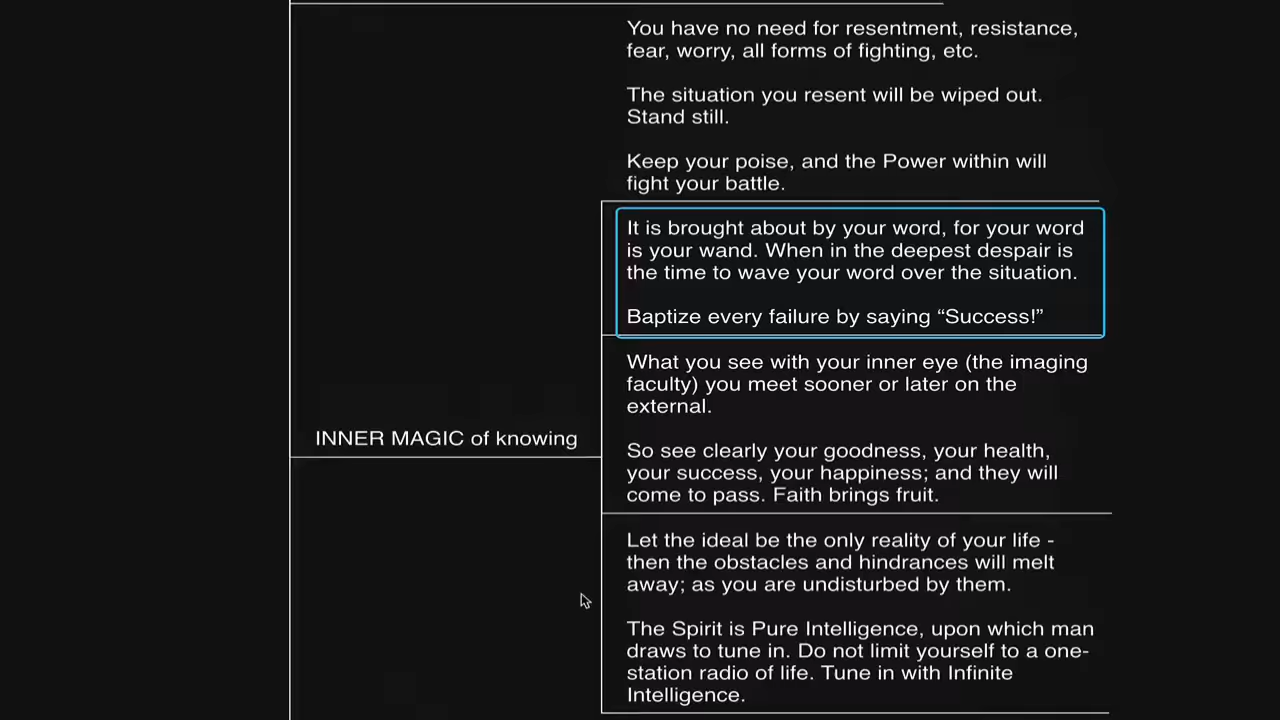 You have no need for resentment, resistance,
fear, worry, all forms of fighting, etc.
The situation you resent will be wiped out.
Stand still.
Keep your poise, and the Power within will
fight your battle.
It is brought about by your word, for your word
is your wand. When in the deepest despair is
the time to wave your word over the situation.
Baptize every failure by saying “Success!”
What you see with your inner eye (the imaging
faculty) you meet sooner or later on the
external.
INNER MAGIC of knowing
So see clearly your goodness, your health,
your success, your happiness; and they will
come to pass. Faith brings fruit.
Let the ideal be the only reality of your life -
then the obstacles and hindrances will melt
away; as you are undisturbed by them.
The Spirit is Pure Intelligence, upon which man
draws to tune in. Do not limit yourself to a one-
station radio of life. Tune in with Infinite
Intelligence.